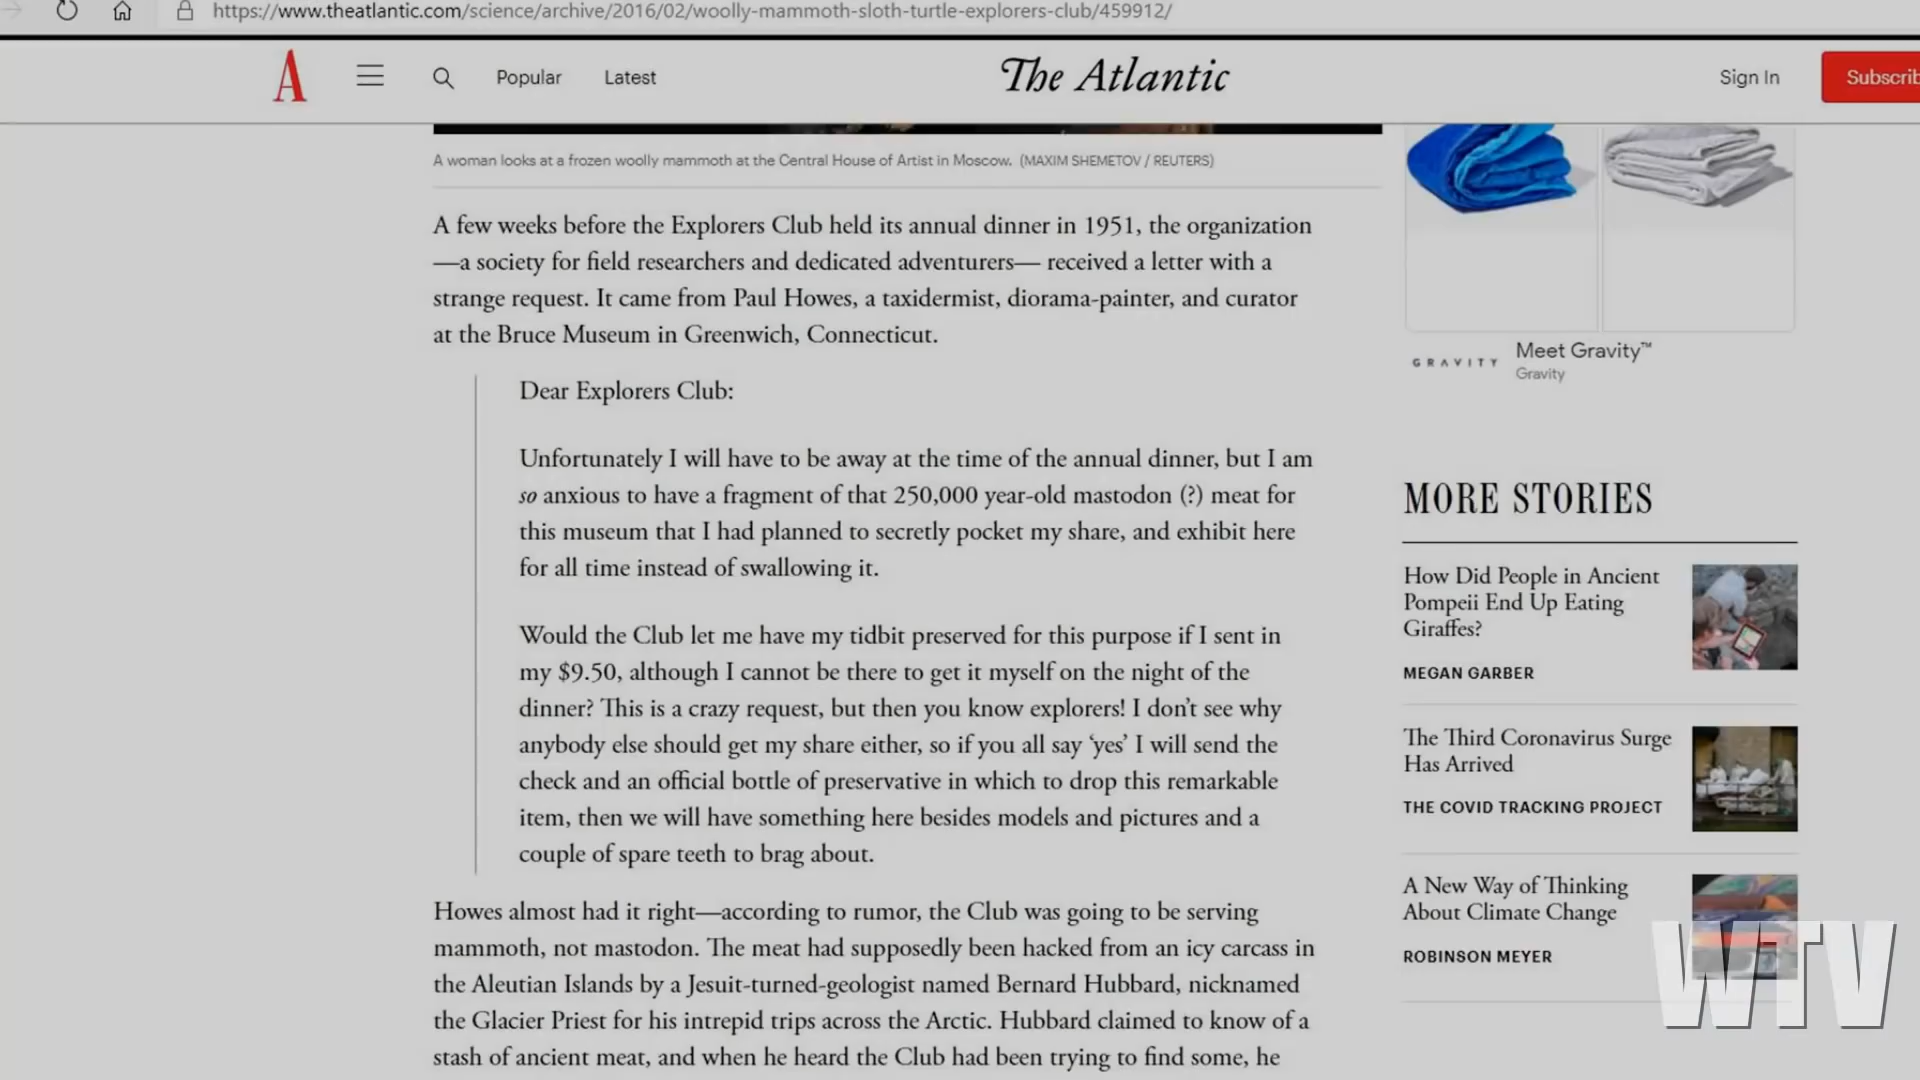 https://www.theatlantic.com/science/archive/2016/02/woolly-mammoth-sloth-turtle-explorers-club/459912/
A
Popular
Latest
The Atlantic
Sign In
Subscrib
A woman looks at a frozen woolly mammoth at the Central House of Artist in Moscow. (MAXIM SHEMETOV / REUTERS)
A few weeks before the Explorers Club held its annual dinner in 1951, the organization
—a society for field researchers and dedicated adventurers— received a letter with a
strange request. It came from Paul Howes, a taxidermist, diorama-painter, and curator
at the Bruce Museum in Greenwich, Connecticut.
Dear Explorers Club:
Unfortunately I will have to be away at the time of the annual dinner, but I am
so anxious to have a fragment of that 250,000 year-old mastodon (?) meat for
this museum that I had planned to secretly pocket my share, and exhibit here
for all time instead of swallowing it.
Would the Club let me have my tidbit preserved for this purpose if I sent in
my $9.50, although I cannot be there to get it myself on the night of the
dinner? This is a crazy request, but then you know explorers! I don't see why
anybody else should get my share either, so if you all say ‘yes’ I will send the
check and an official bottle of preservative in which to drop this remarkable
item, then we will have something here besides models and pictures and a
couple of spare teeth to brag about.
Howes almost had it right—according to rumor, the Club was going to be serving
mammoth, not mastodon. The meat had supposedly been hacked from an icy carcass in
the Aleutian Islands by a Jesuit-turned-geologist named Bernard Hubbard, nicknamed
the Glacier Priest for his intrepid trips across the Arctic. Hubbard claimed to know of a
stash of ancient meat, and when he heard the Club had been trying to find some, he
GRAVITY
Meet Gravity™
Gravity
MORE STORIES
How Did People in Ancient
Pompeii End Up Eating
Giraffes?
MEGAN GARBER
The Third Coronavirus Surge
Has Arrived
THE COVID TRACKING PROJECT
A New Way of Thinking
About Climate Change
ROBINSON MEYER
WTV